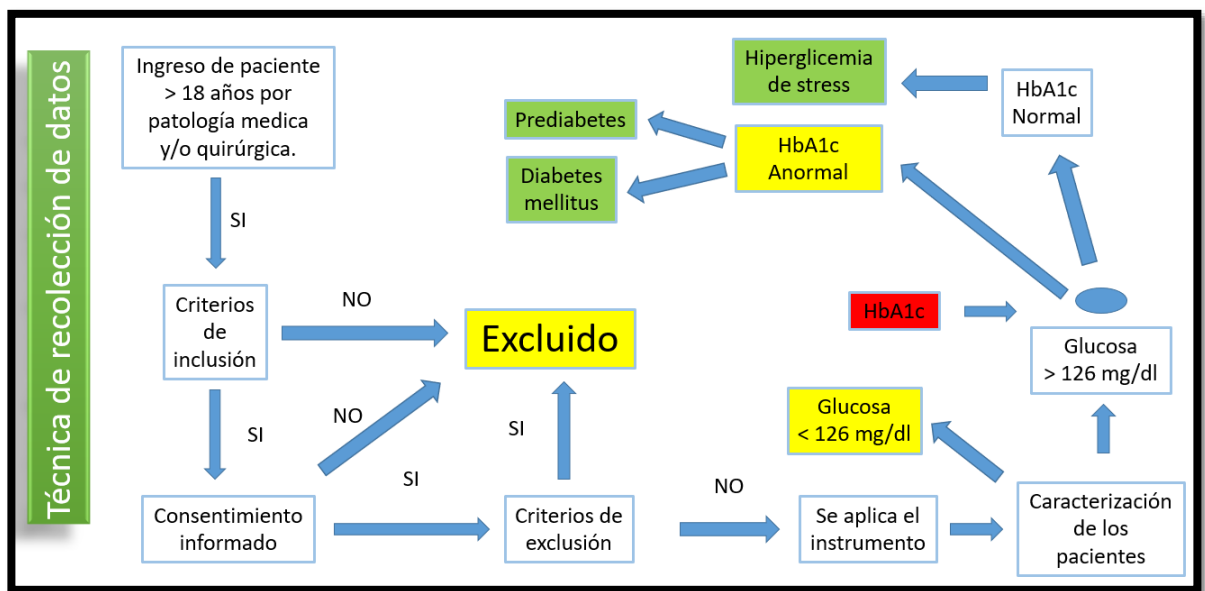 Técnica de recolección de datos
Ingreso de paciente
> 18 años por
patología medica
y/o quirúrgica.
SI
Criterios
de
inclusión
NO
Excluido
SI
NO
Consentimiento
informado
SI
SI
Criterios de
exclusión
NO
Se aplica el
instrumento
Caracterización
de los
pacientes
Glucosa
< 126 mg/dl
Glucosa
> 126 mg/dl
HbA1c
HbA1c
Normal
Hiperglicemia
de stress
HbA1c
Anormal
Prediabetes
Diabetes
mellitus